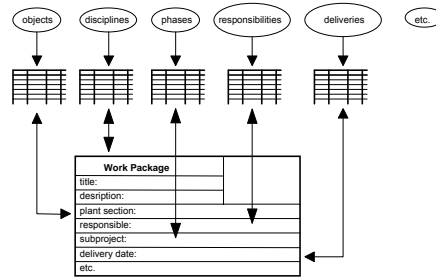 objects
disciplines
phases
responsibilities
deliveries
etc.
Work Package
title:
desription:
plant section:
responsible:
subproject:
delivery date:
etc.